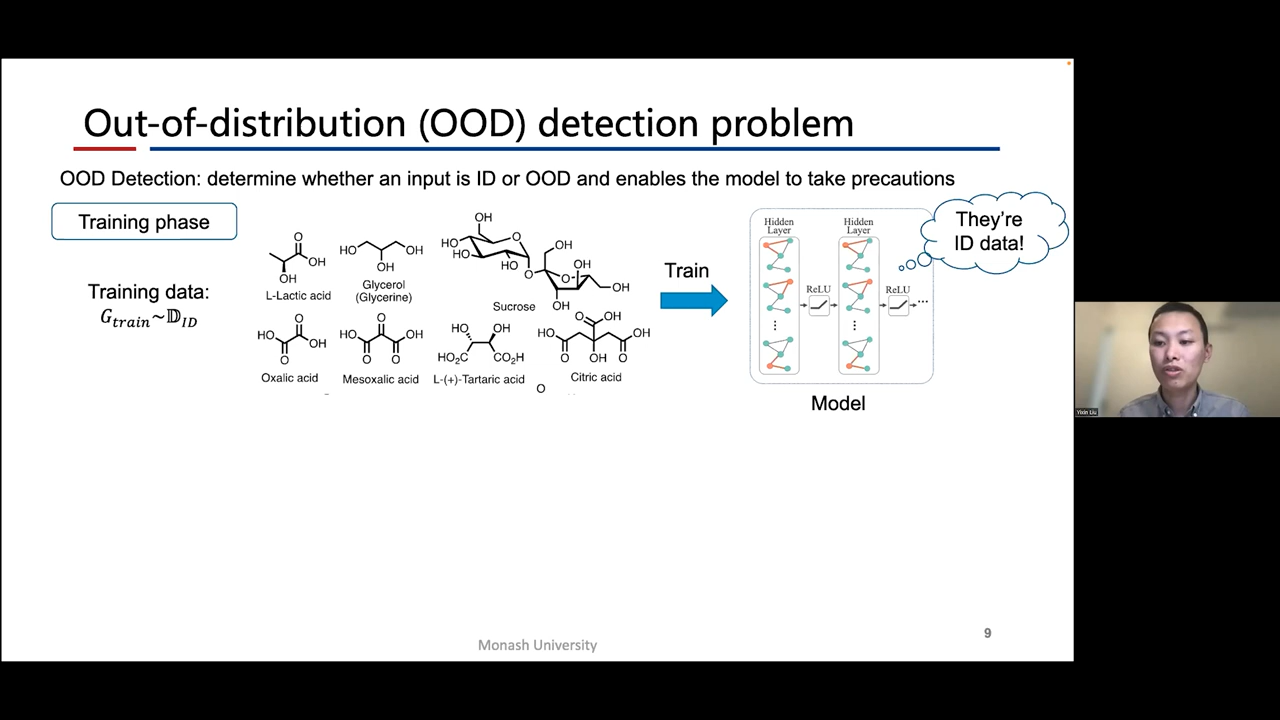 Out-of-distribution (OOD) detection problem
OOD Detection: determine whether an input is ID or OOD and enables the model to take precautions
Training phase
Training data:
G_train~𝔻_ID
O
OH
OH
L-Lactic acid
HO
OH
OH
Glycerol
(Glycerine)
OH
HO
HO
HO
O
OH
O
OH
O
OH
OH
OH
Sucrose
HO
O
OH
O
Oxalic acid
HO
O
OH
O
O
Mesoxalic acid
HO
OH
HO₂C
CO₂H
L-(+)-Tartaric acid
O
O
OH
HO
OH
O
OH
O
Citric acid
Train
Hidden
Layer
ReLU
Hidden
Layer
ReLU
Model
They're
ID data!
Monash University
9
Yixin Liu